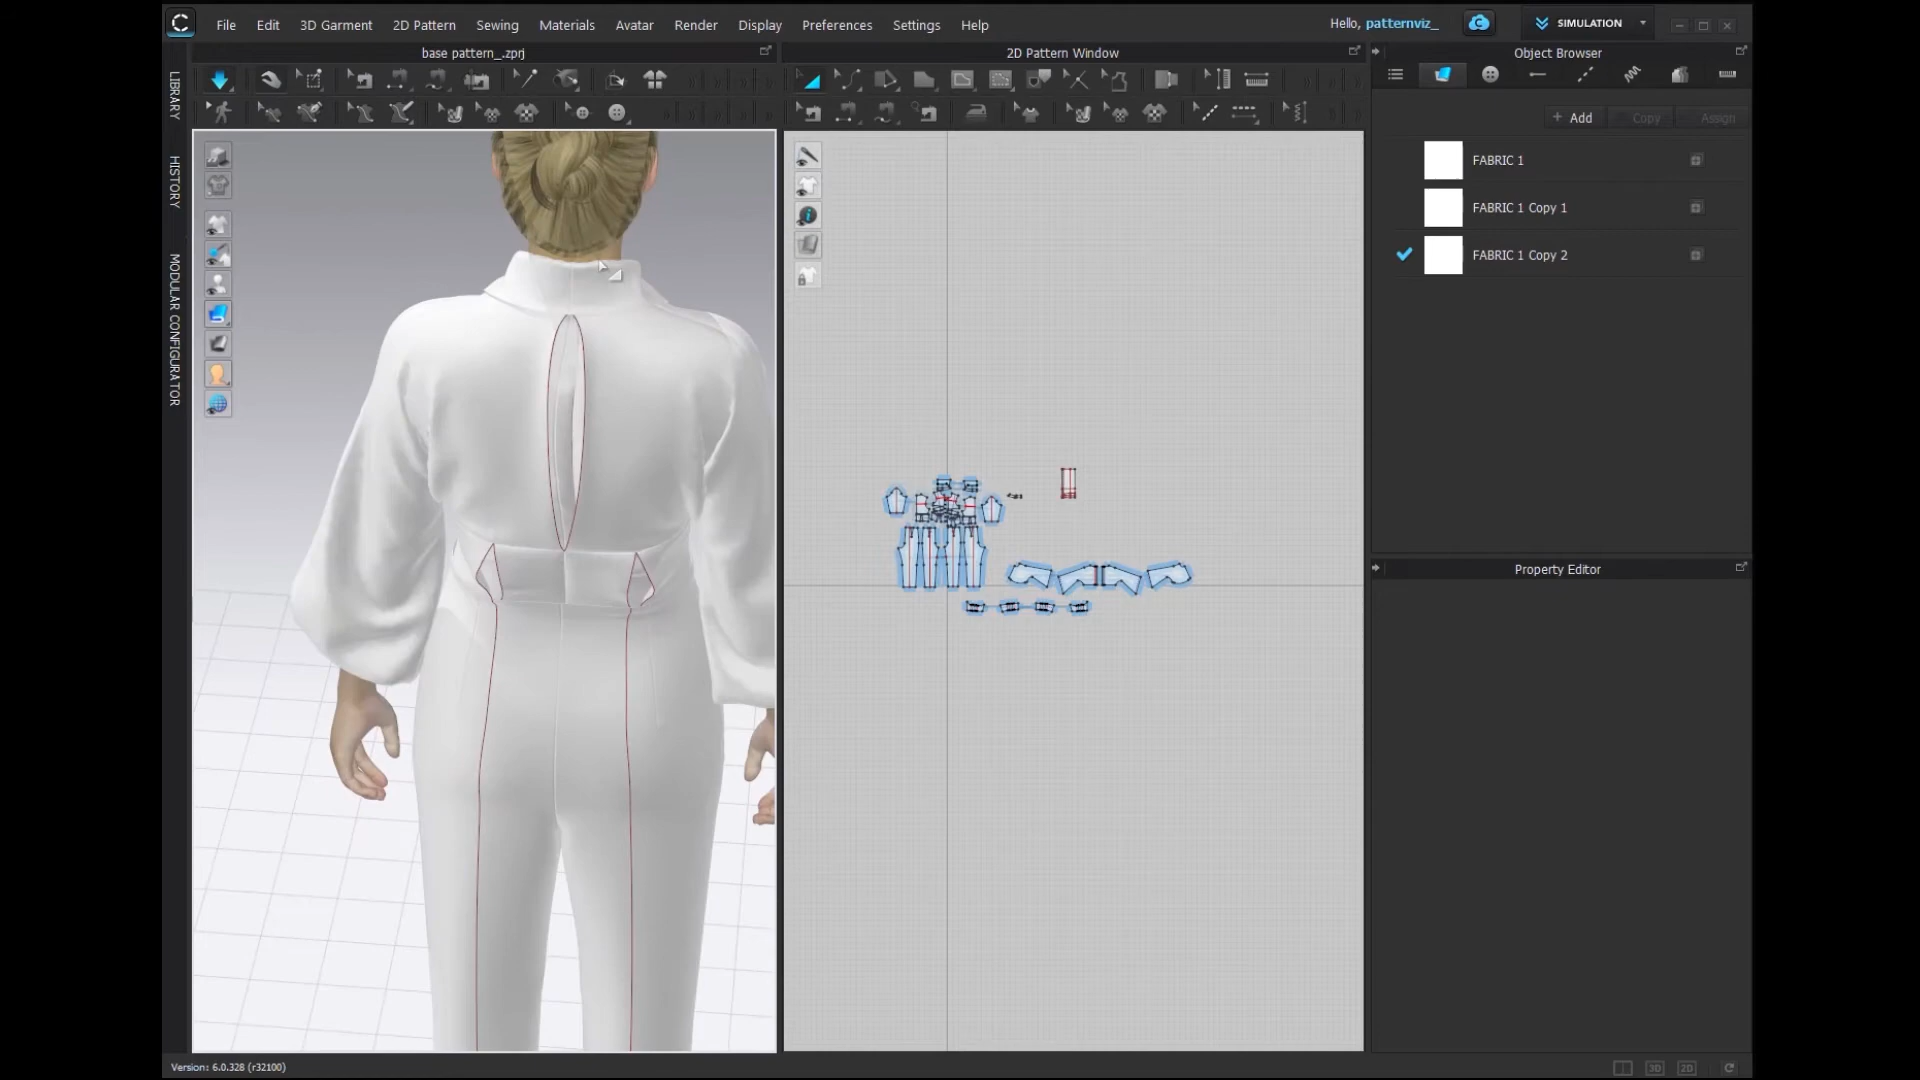 File Edit 3D Garment 2D Pattern Sewing Materials Avatar Render Display Preferences Settings Help
Hello, patternviz_
SIMULATION
base pattern_.zprj
2D Pattern Window
Object Browser
LIBRARY
HISTORY
MODULAR CONFIGURATOR
+ Add Copy Assign
FABRIC 1
FABRIC 1 Copy 1
FABRIC 1 Copy 2
Property Editor
Version: 6.0.328 (r32100)
3D 2D